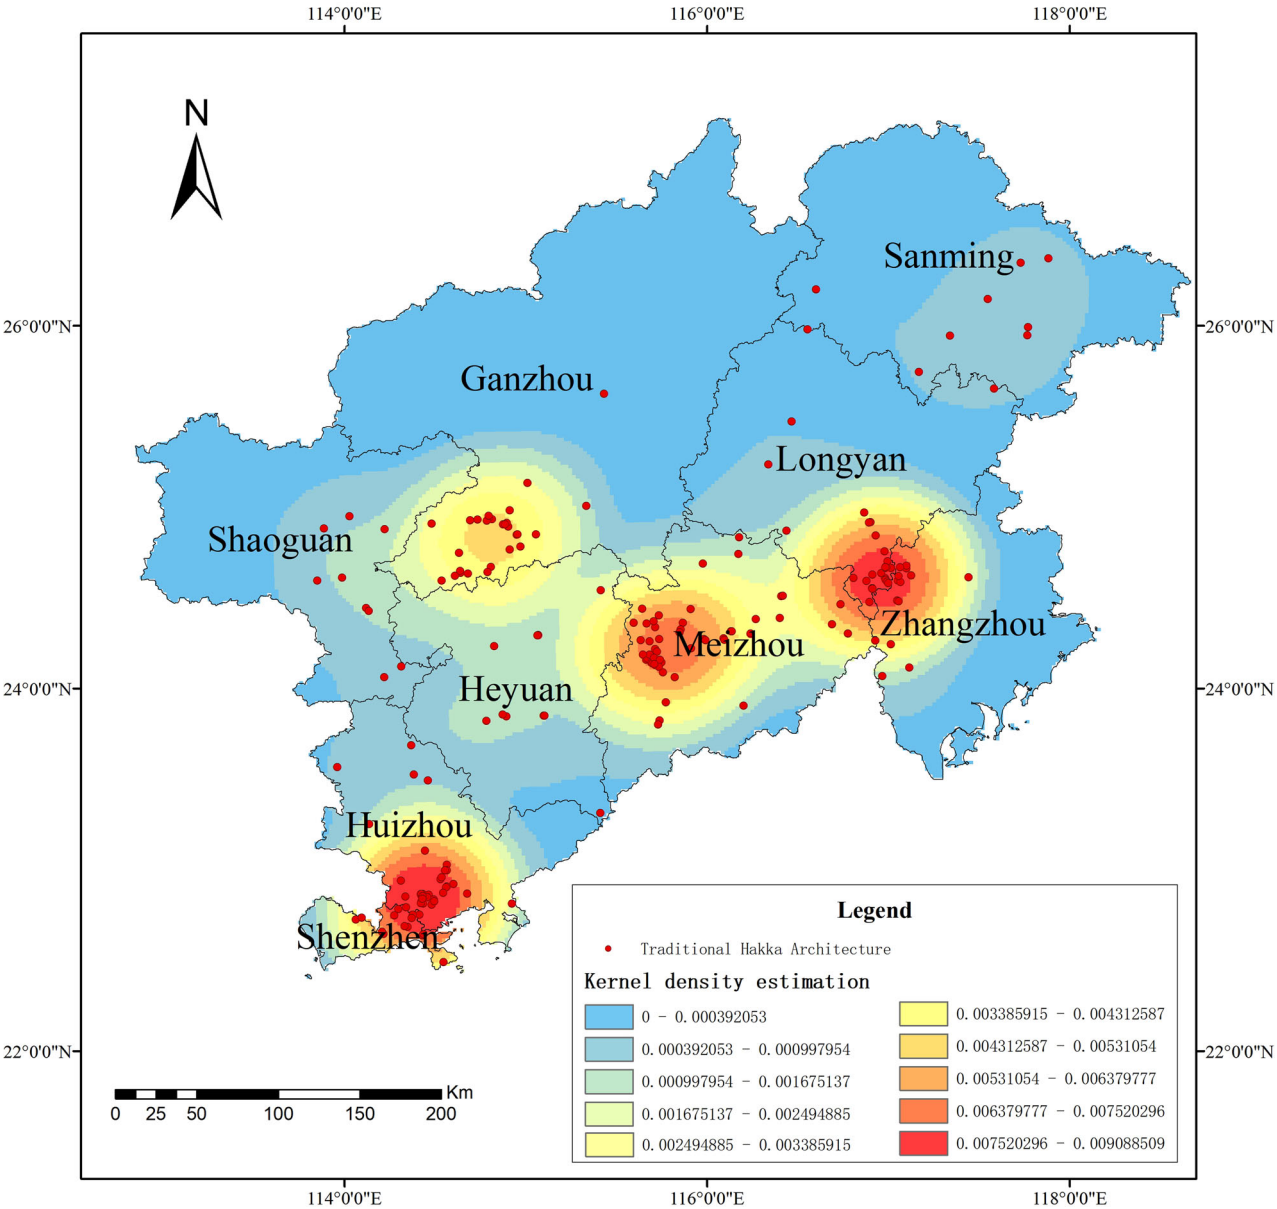 114°0'0"E
116°0'0"E
118°0'0"E
N
26°0'0"N
26°0'0"N
24°0'0"N
24°0'0"N
22°0'0"N
22°0'0"N
Sanming
Ganzhou
Longyan
Shaoguan
Zhangzhou
Meizhou
Heyuan
Huizhou
Shenzhen
Legend
Traditional Hakka Architecture
Kernel density estimation
0 - 0.000392053
0.000392053 - 0.000997954
0.000997954 - 0.001675137
0.001675137 - 0.002494885
0.002494885 - 0.003385915
0.003385915 - 0.004312587
0.004312587 - 0.00531054
0.00531054 - 0.006379777
0.006379777 - 0.007520296
0.007520296 - 0.009088509
Km
0 25 50 100 150 200
114°0'0"E
116°0'0"E
118°0'0"E